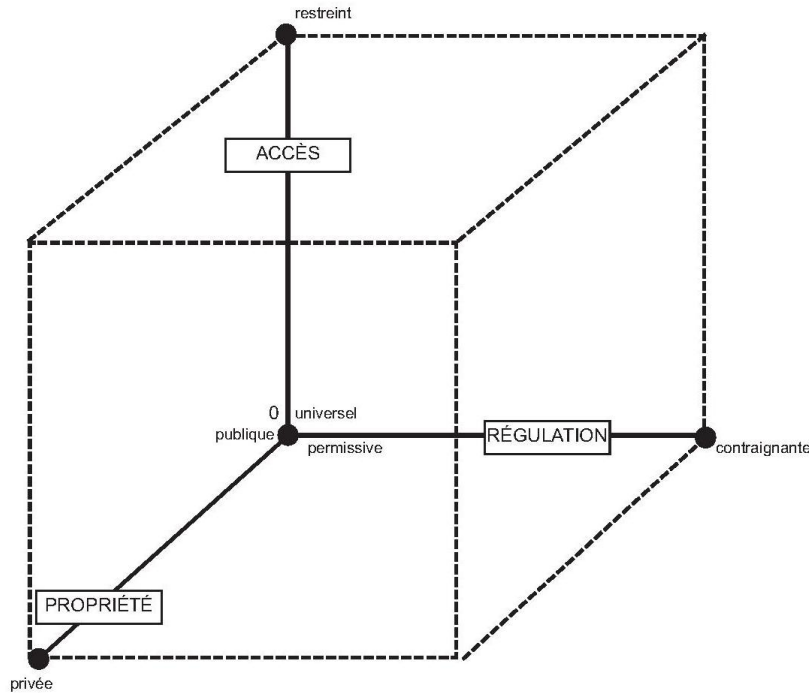 restreint
ACCÈS
0 universel
publique
permissive
RÉGULATION
contraignante
PROPRIÉTÉ
privée